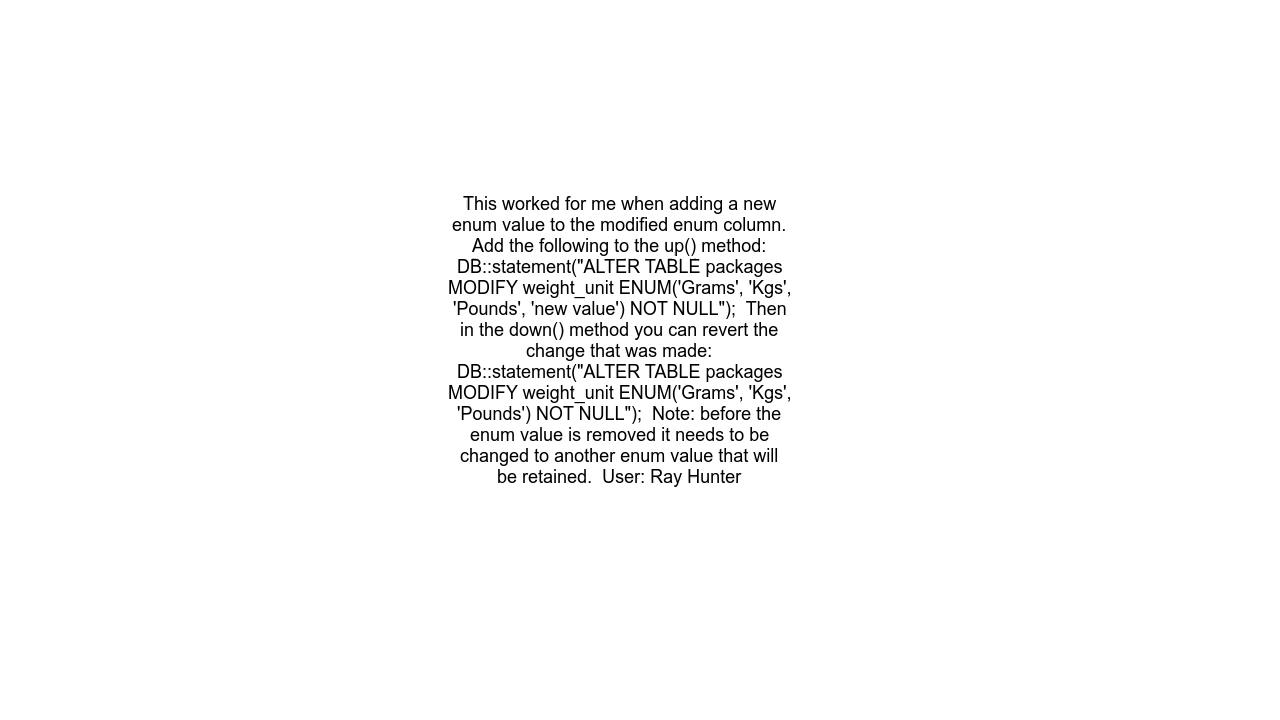 This worked for me when adding a new
enum value to the modified enum column.
Add the following to the up() method:
DB::statement("ALTER TABLE packages
MODIFY weight_unit ENUM('Grams', 'Kgs',
'Pounds', 'new value') NOT NULL");  Then
in the down() method you can revert the
change that was made:
DB::statement("ALTER TABLE packages
MODIFY weight_unit ENUM('Grams', 'Kgs',
'Pounds') NOT NULL");  Note: before the
enum value is removed it needs to be
changed to another enum value that will
be retained.  User: Ray Hunter